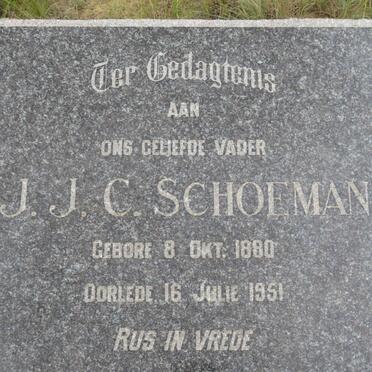 Ter Gedagtenis
AAN
ONS GELIEFDE VADER
J. J. C. SCHOEMAN
GEBORE 8 OKT. 1880
OORLEDE 16 JULIE 1951
RUS IN VREDE